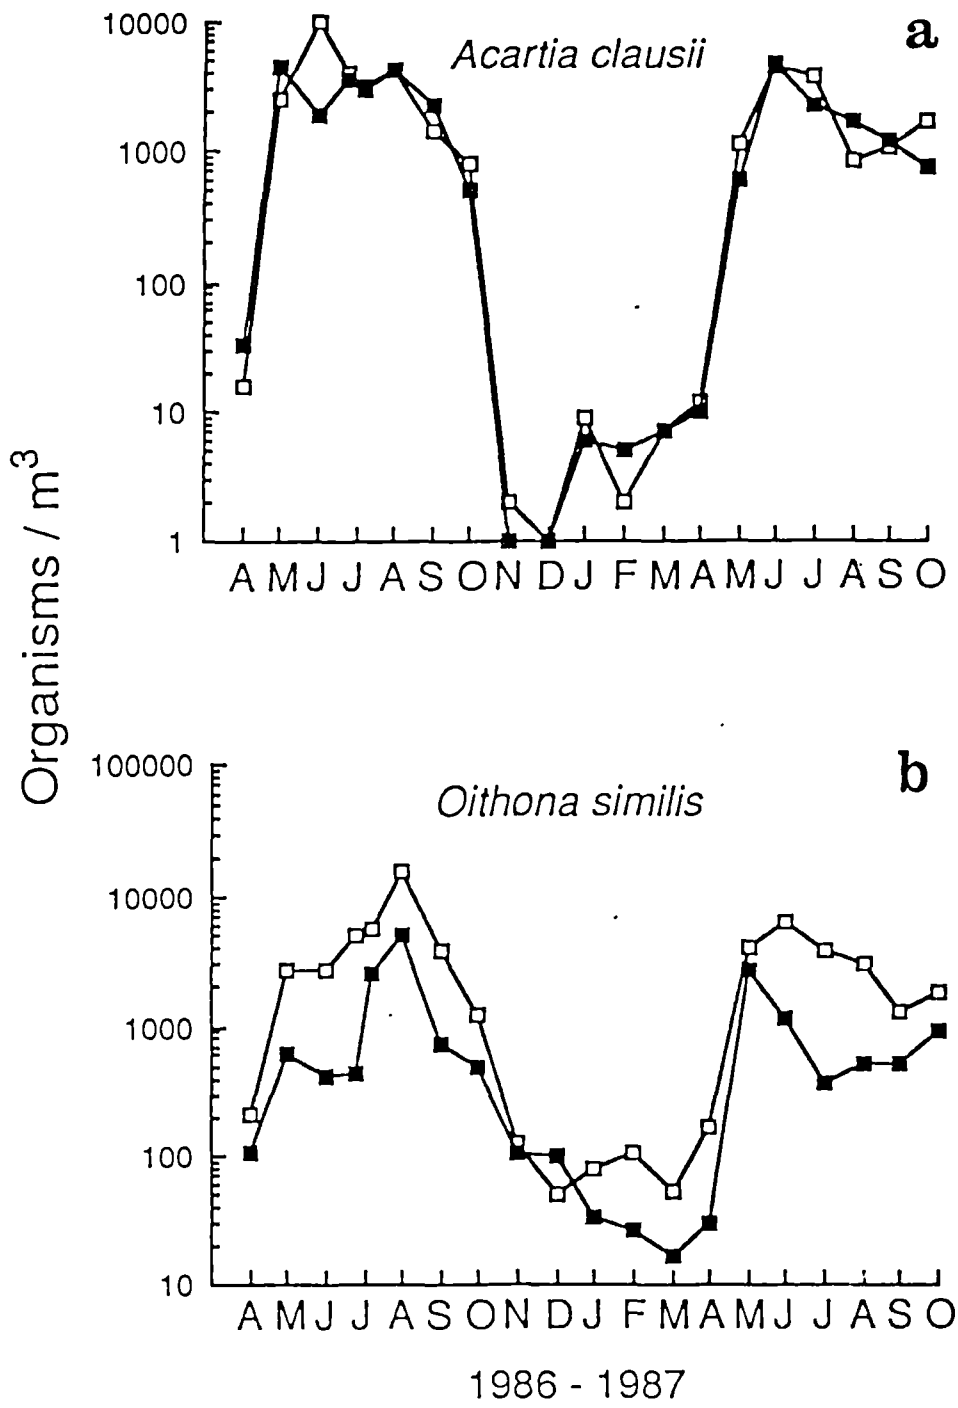 a
Acartia clausii
10000
1000
100
10
1
A M J J A S O N D J F M A M J J A S O
Organisms / m³
b
Oithona similis
100000
10000
1000
100
10
A M J J A S O N D J F M A M J J A S O
1986 - 1987